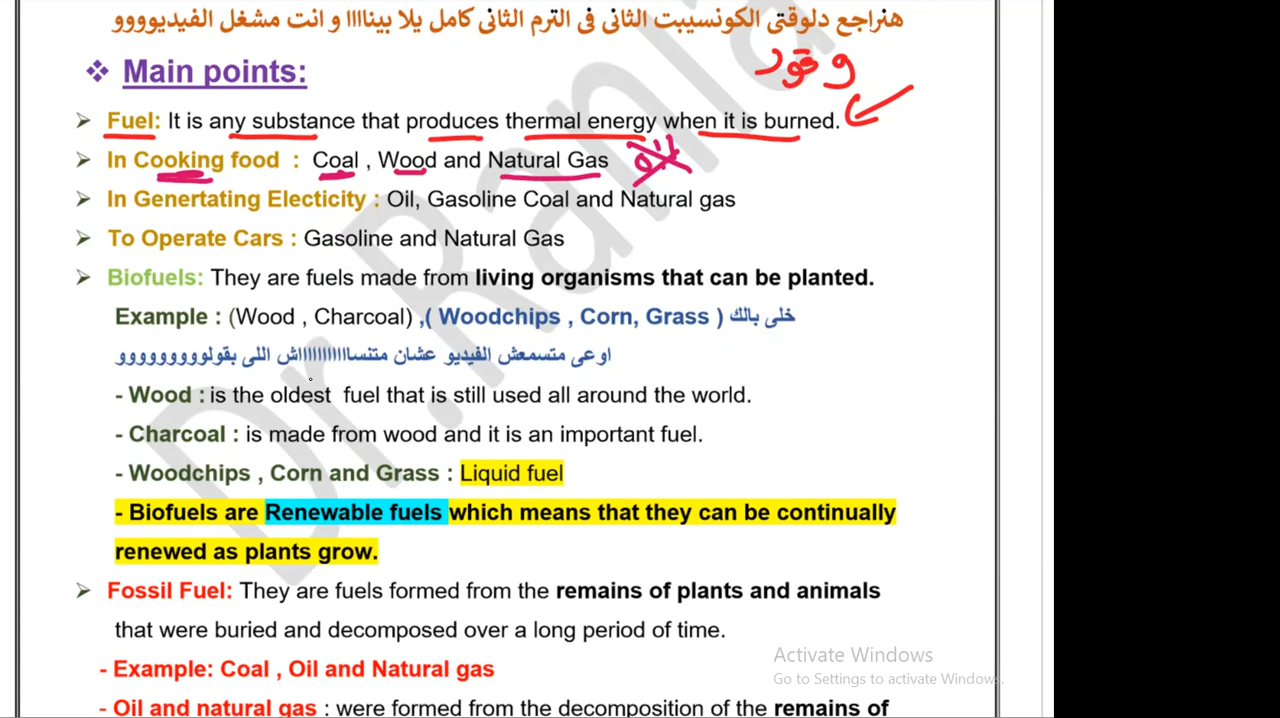 هنراجع دلوقتى الكونسيبت الثانى فى الترم الثانى كامل يلا بيناااا و انت مشغل الفيديوووو
❖ Main points:
وقود
➢ Fuel: It is any substance that produces thermal energy when it is burned.
➢ In Cooking food : Coal , Wood and Natural Gas
➢ In Genertating Electicity : Oil, Gasoline Coal and Natural gas
➢ To Operate Cars : Gasoline and Natural Gas
➢ Biofuels: They are fuels made from living organisms that can be planted.
Example : (Wood , Charcoal) ,( Woodchips , Corn, Grass ) خلى بالك
اوعى متسمعش الفيديو عشان متنساااااااااااش اللى بقولوووووووووو
- Wood : is the oldest fuel that is still used all around the world.
- Charcoal : is made from wood and it is an important fuel.
- Woodchips , Corn and Grass : Liquid fuel
- Biofuels are Renewable fuels which means that they can be continually
renewed as plants grow.
➢ Fossil Fuel: They are fuels formed from the remains of plants and animals
that were buried and decomposed over a long period of time.
- Example: Coal , Oil and Natural gas
- Oil and natural gas : were formed from the decomposition of the remains of
Dr.Rania
Activate Windows
Go to Settings to activate Windows.